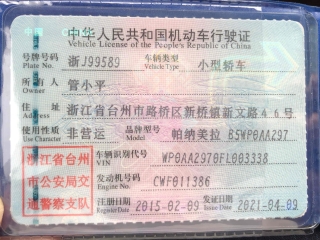 中华人民共和国机动车行驶证
Vehicle License of the People's Republic of China
号牌号码 浙J99589 车辆类型 小型轿车
Plate No. Vehicle Type
所有人 管小平
Owner
住址 浙江省台州市路桥区新桥镇新文路46号
Address
使用性质 非营运 品牌型号 帕纳美拉 B5WP0AA297
Use Character Model
浙江省台州 车辆识别代号 WP0AA2970FL003338
VIN
市公安局交 发动机号码 CWF011386
Engine No.
通警察支队 注册日期 2015-02-09 发证日期 2021-04-09
Register Date Issue Date